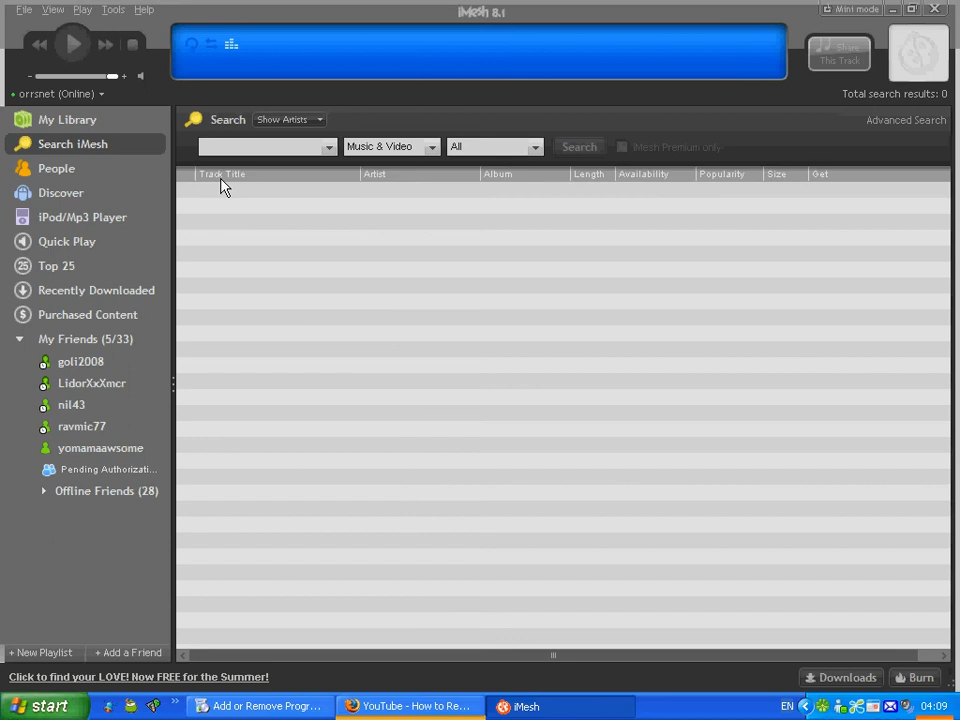 File View Play Tools Help
iMesh 8.1
Mini mode
Share
This Track
orrsnet (Online)
Total search results: 0
My Library
Search iMesh
People
Discover
iPod/Mp3 Player
Quick Play
25 Top 25
Recently Downloaded
$ Purchased Content
My Friends (5/33)
goli2008
LidorXxXmcr
nil43
ravmic77
yomamaawsome
Pending Authorizati...
Offline Friends (28)
+ New Playlist + Add a Friend
Search Show Artists Advanced Search
Music & Video All Search iMesh Premium only
Track Title Artist Album Length Availability Popularity Size Get
Click to find your LOVE! Now FREE for the Summer!
Downloads Burn
start Add or Remove Progr... YouTube - How to Re... iMesh EN 04:09